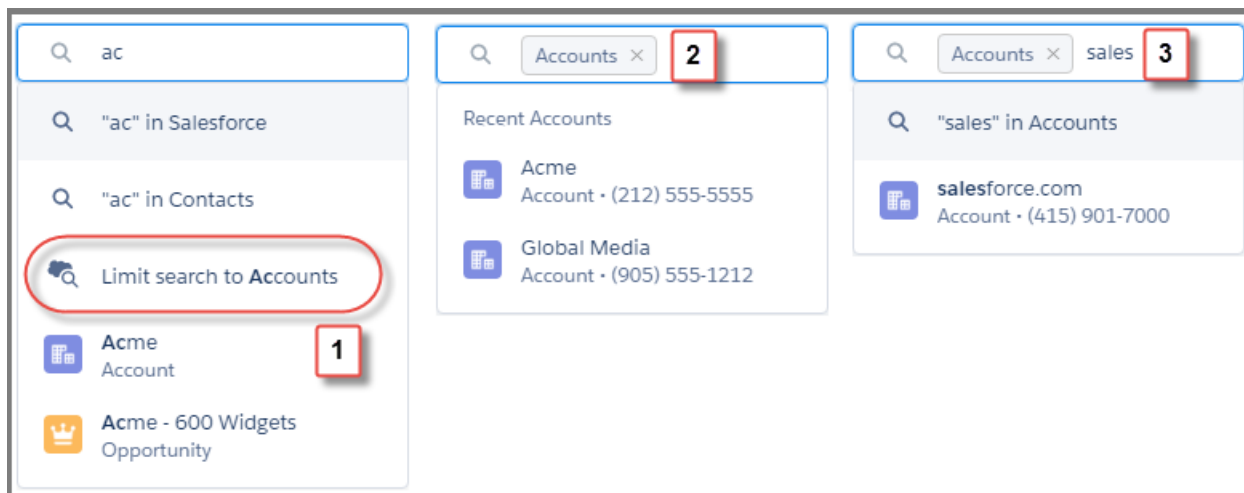 ac
"ac" in Salesforce
"ac" in Contacts
Limit search to Accounts
1
Acme
Account
Acme - 600 Widgets
Opportunity
Accounts ×
2
Recent Accounts
Acme
Account • (212) 555-5555
Global Media
Account • (905) 555-1212
Accounts × sales
3
"sales" in Accounts
salesforce.com
Account • (415) 901-7000